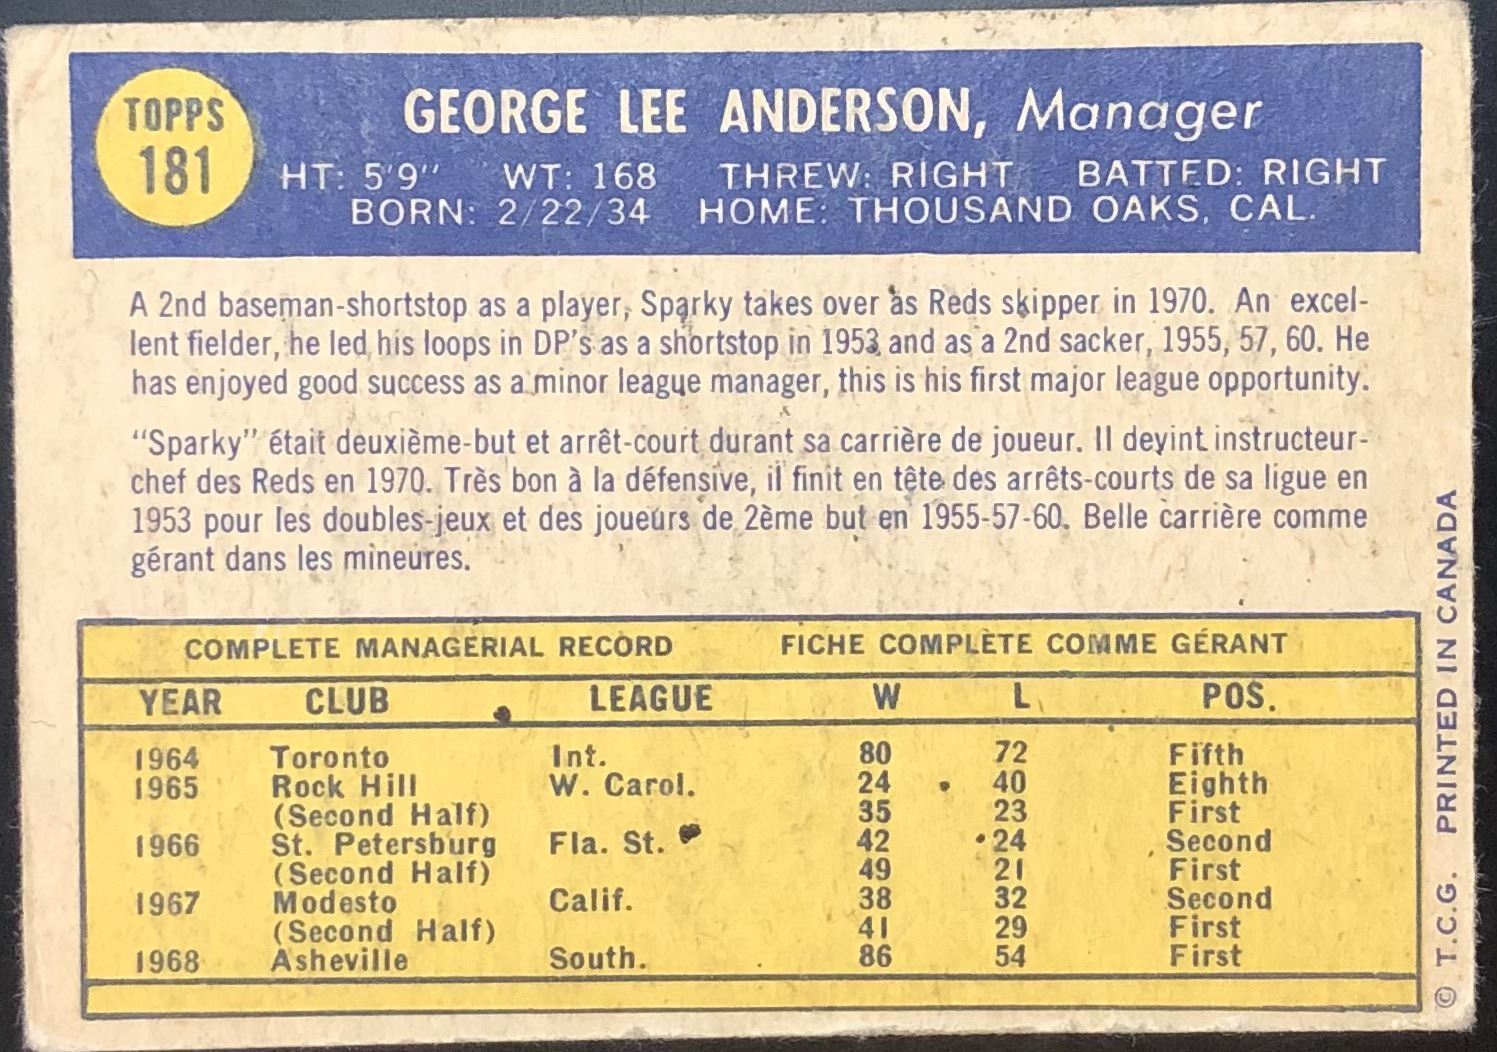 TOPPS
181
GEORGE LEE ANDERSON, Manager
HT: 5'9" WT: 168 THREW: RIGHT BATTED: RIGHT
BORN: 2/22/34 HOME: THOUSAND OAKS, CAL.
A 2nd baseman-shortstop as a player, Sparky takes over as Reds skipper in 1970. An excel-
lent fielder, he led his loops in DP's as a shortstop in 1953 and as a 2nd sacker, 1955, 57, 60. He
has enjoyed good success as a minor league manager, this is his first major league opportunity.
"Sparky" était deuxième-but et arrêt-court durant sa carrière de joueur. Il devint instructeur-
chef des Reds en 1970. Très bon à la défensive, il finit en tête des arrêts-courts de sa ligue en
1953 pour les doubles-jeux et des joueurs de 2ème but en 1955-57-60. Belle carrière comme
gérant dans les mineures.
COMPLETE MANAGERIAL RECORD FICHE COMPLÈTE COMME GÉRANT
YEAR CLUB LEAGUE W L POS.
1964 Toronto Int. 80 72 Fifth
1965 Rock Hill W. Carol. 24 40 Eighth
(Second Half) 35 23 First
1966 St. Petersburg Fla. St. 42 24 Second
(Second Half) 49 21 First
1967 Modesto Calif. 38 32 Second
(Second Half) 41 29 First
1968 Asheville South. 86 54 First
© T.C.G. PRINTED IN CANADA